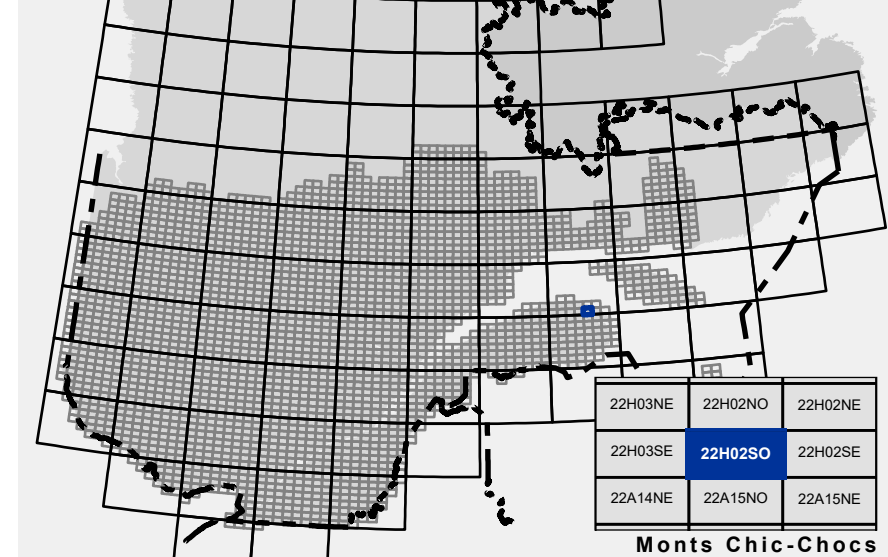 22H03NE 22H02NO 22H02NE
22H03SE 22H02SO 22H02SE
22A14NE 22A15NO 22A15NE
Monts Chic-Chocs